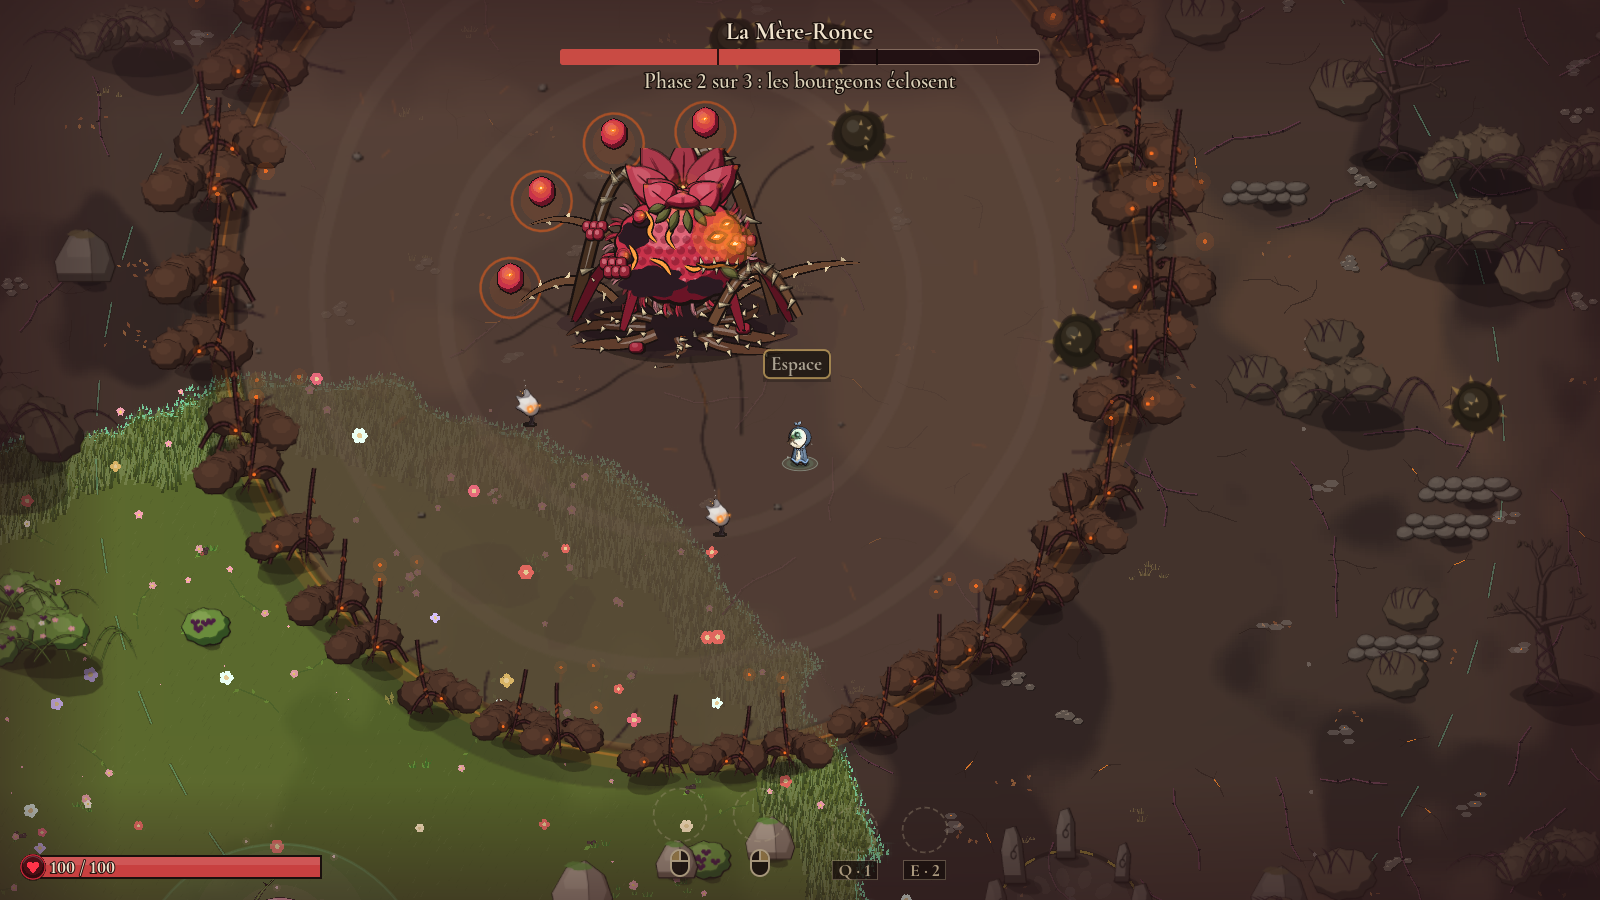 La Mère-Ronce
Phase 2 sur 3 : les bourgeons éclosent
Espace
100 / 100
Q · 1
E · 2